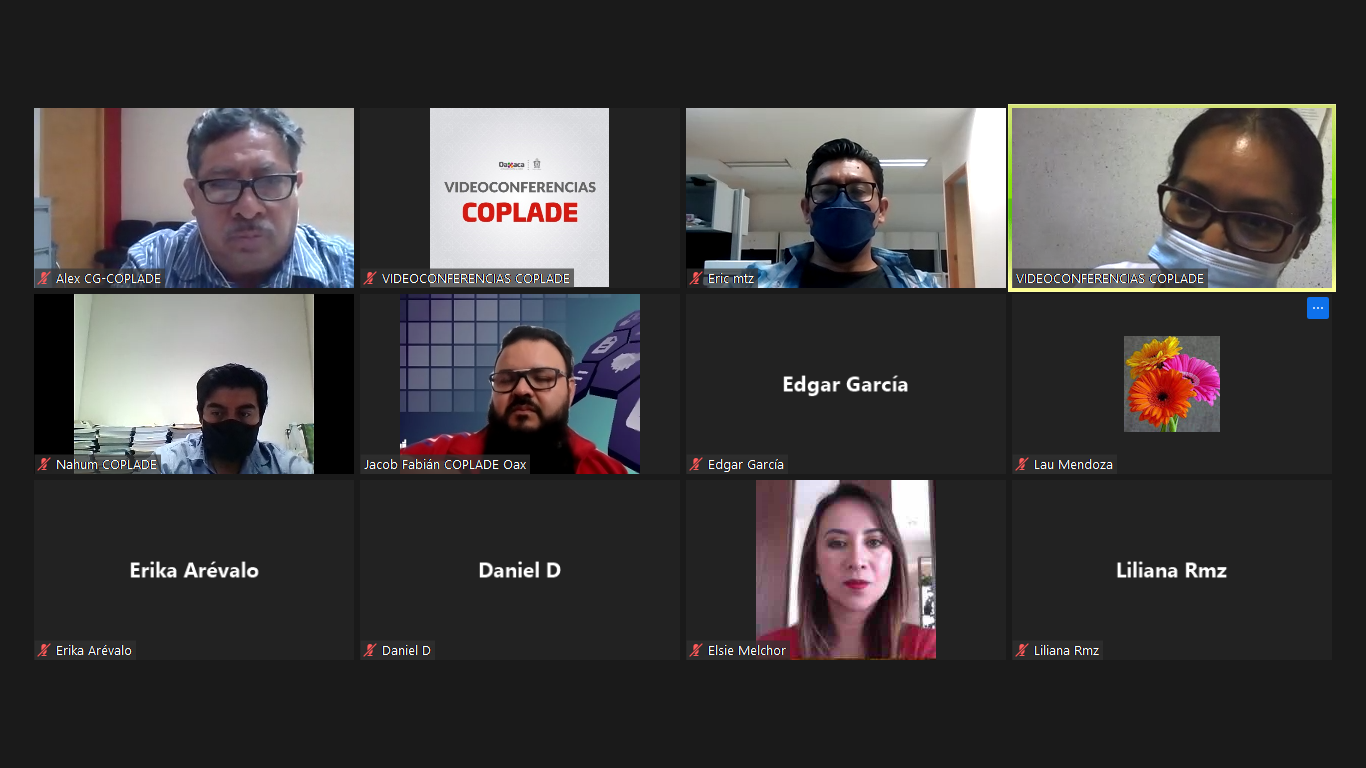 Oaxaca
VIDEOCONFERENCIAS
COPLADE
Alex CG-COPLADE
VIDEOCONFERENCIAS COPLADE
Eric mtz
VIDEOCONFERENCIAS COPLADE
Edgar García
Nahum COPLADE
Jacob Fabián COPLADE Oax
Edgar García
Lau Mendoza
Erika Arévalo
Daniel D
Liliana Rmz
Erika Arévalo
Daniel D
Elsie Melchor
Liliana Rmz